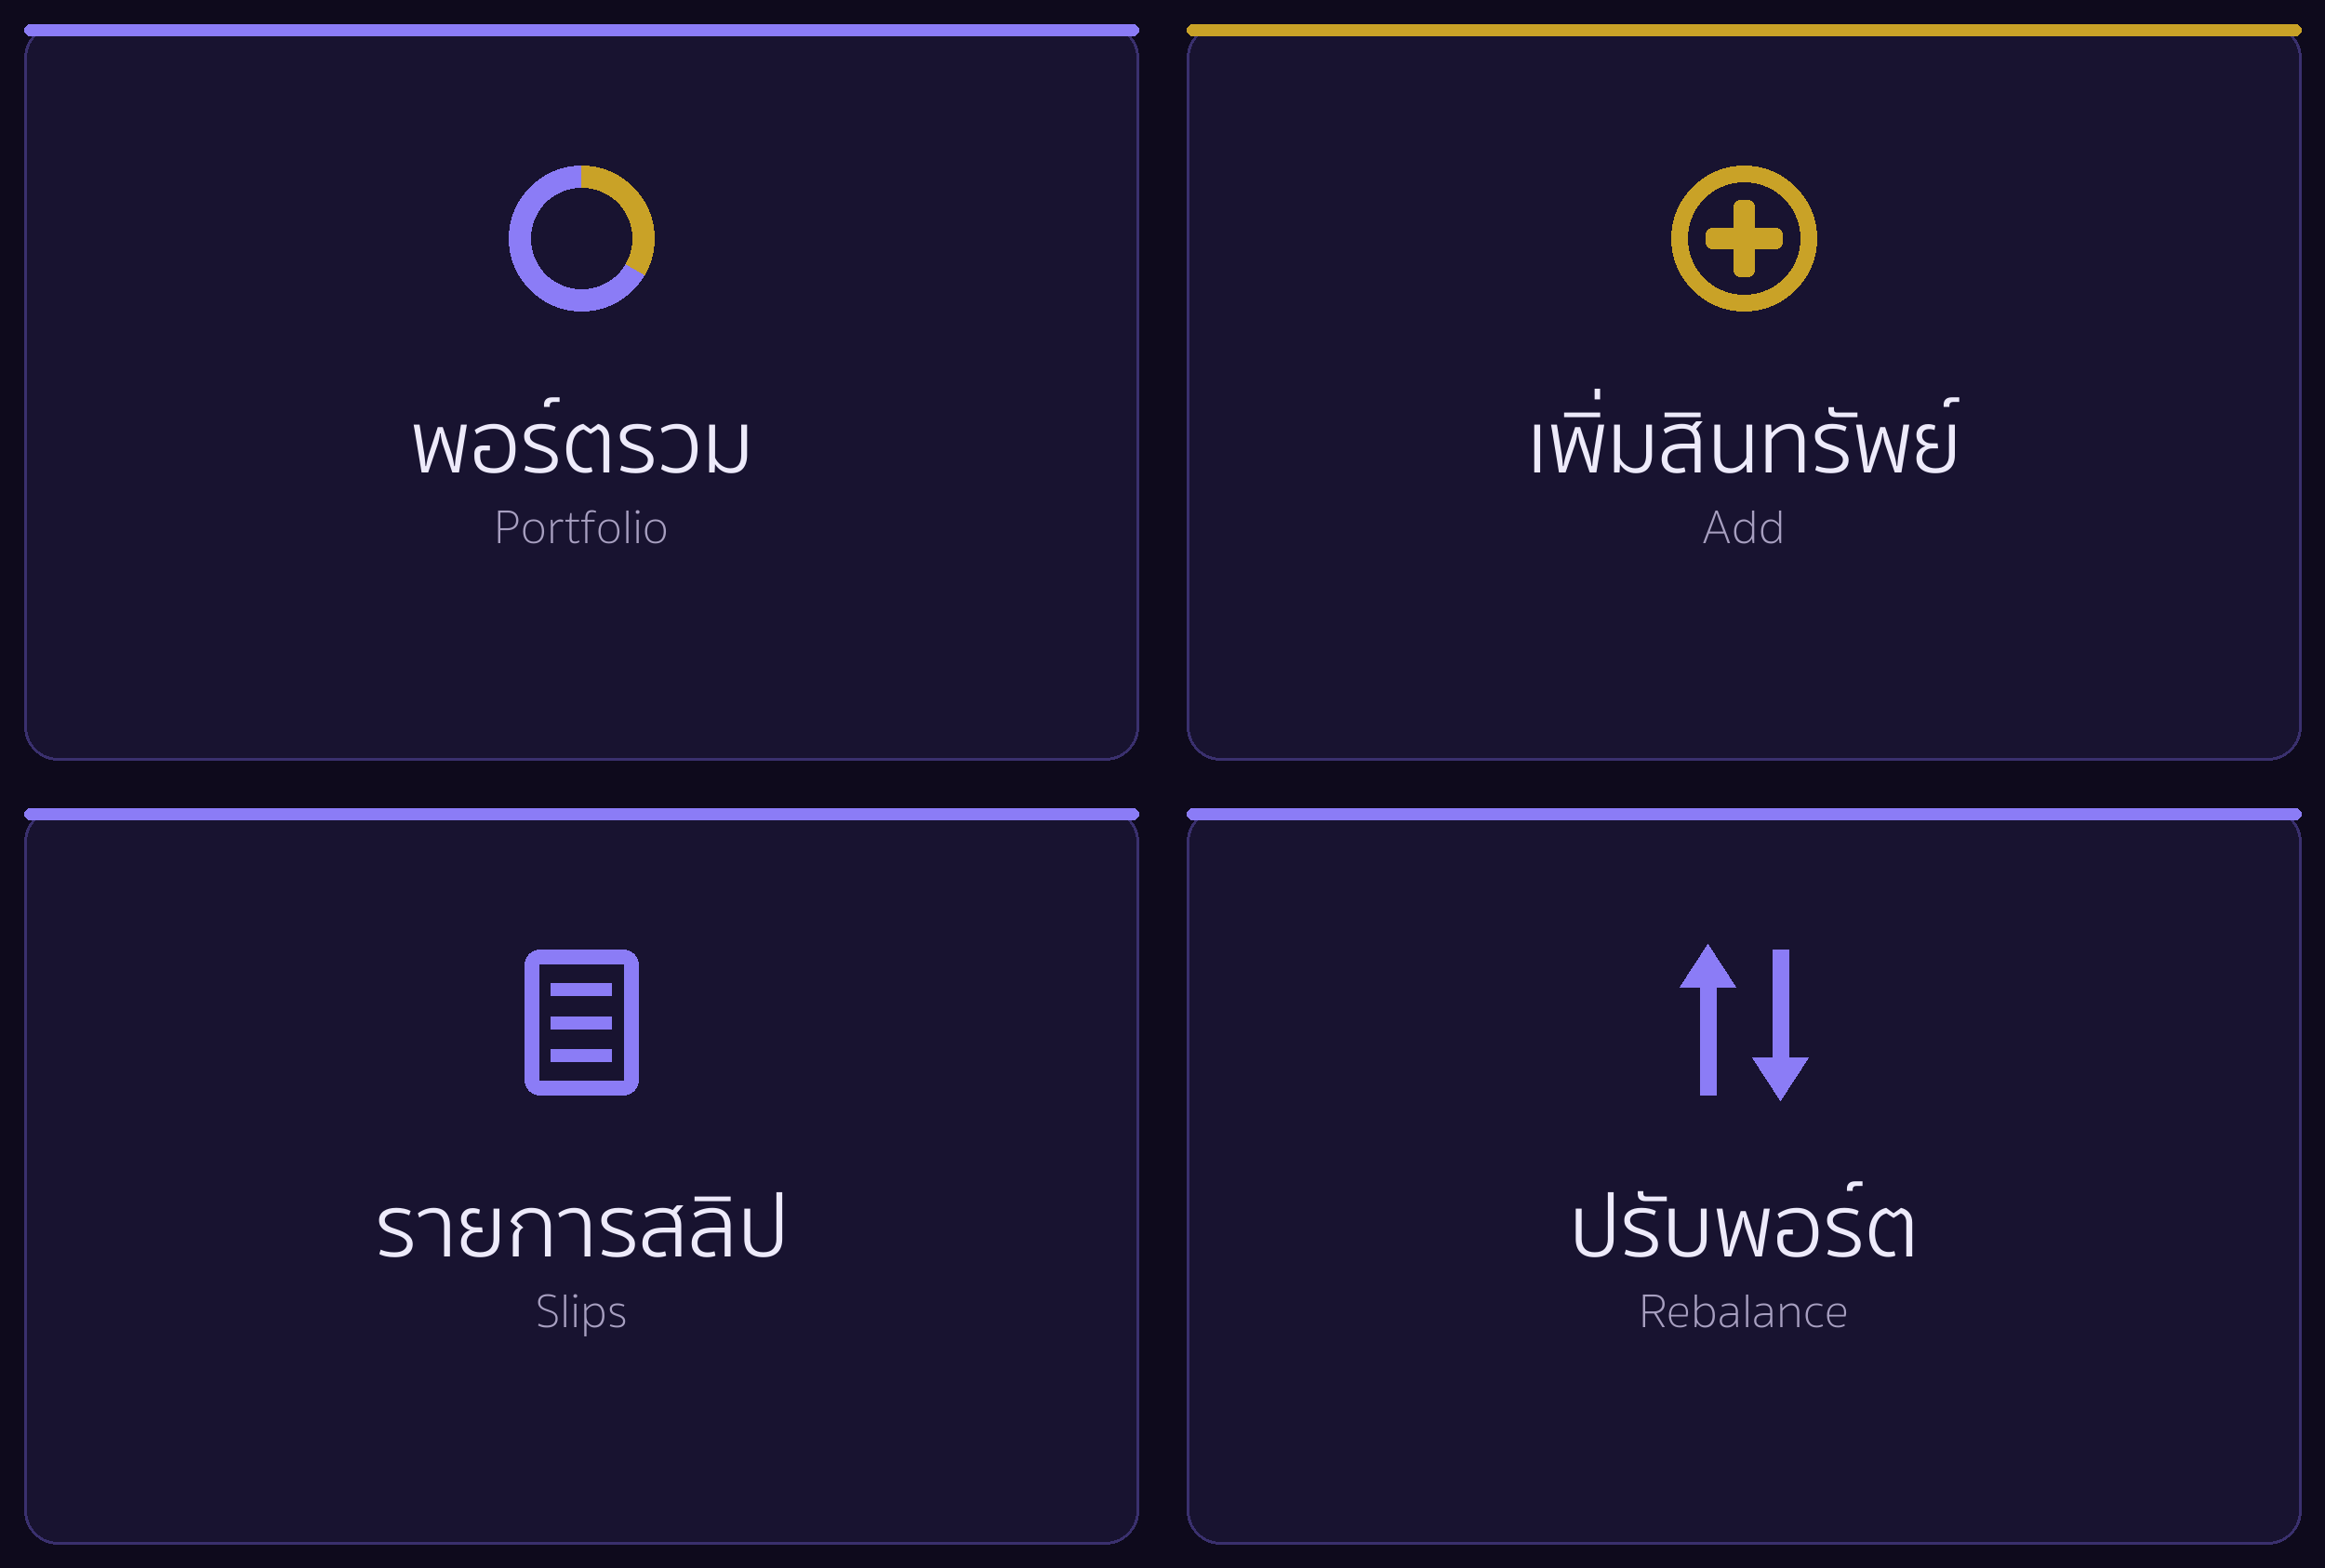 พอร์ตรวม
Portfolio
เพิ่มสินทรัพย์
Add
รายการสลิป
Slips
ปรับพอร์ต
Rebalance